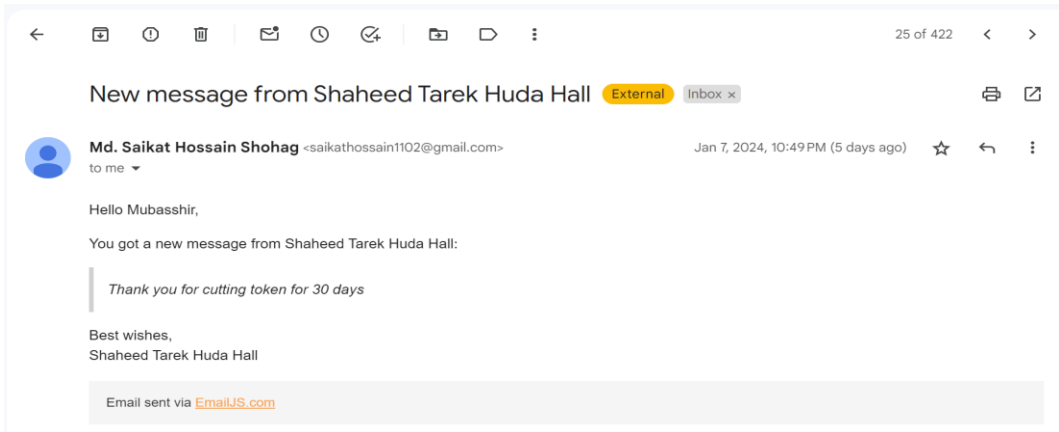 25 of 422
New message from Shaheed Tarek Huda Hall External Inbox ×
Md. Saikat Hossain Shohag <saikathossain1102@gmail.com> Jan 7, 2024, 10:49 PM (5 days ago)
to me
Hello Mubasshir,
You got a new message from Shaheed Tarek Huda Hall:
Thank you for cutting token for 30 days
Best wishes,
Shaheed Tarek Huda Hall
Email sent via EmailJS.com